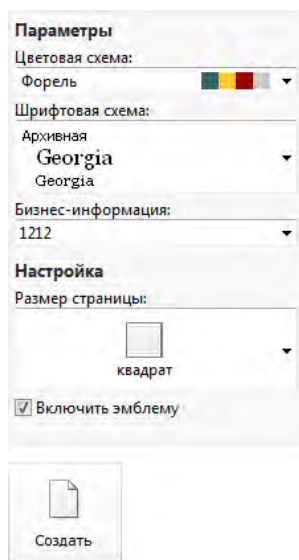 Параметры
Цветовая схема:
Форель
Шрифтовая схема:
Архивная
Georgia
Georgia
Бизнес-информация:
1212
Настройка
Размер страницы:
квадрат
Включить эмблему
Создать